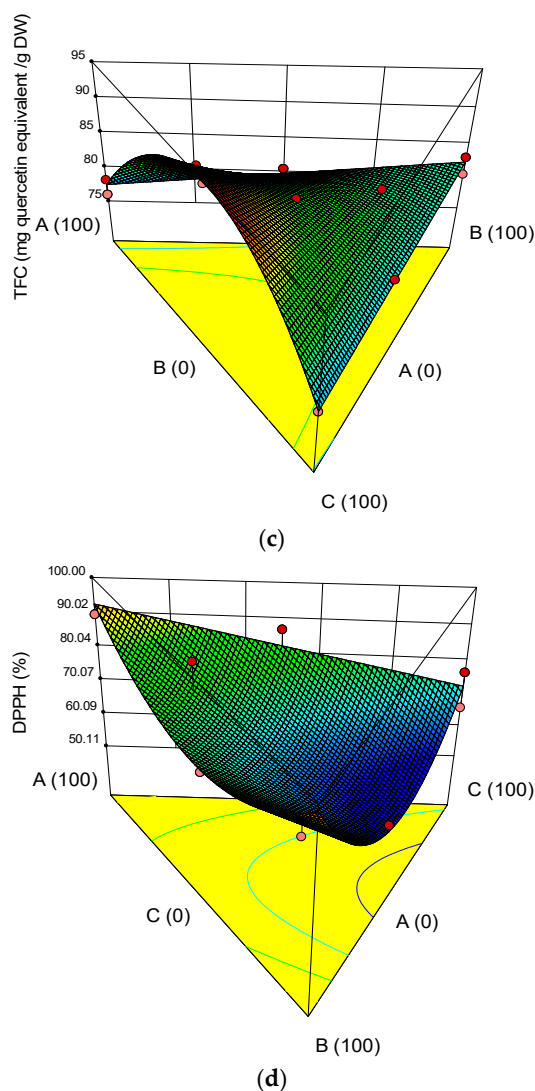 TFC (mg quercetin equivalent /g DW)
95
90
85
80
75
A (100)
B (100)
B (0)
A (0)
C (100)
(c)
DPPH (%)
100.00
90.02
80.04
70.07
60.09
50.11
A (100)
C (100)
C (0)
A (0)
B (100)
(d)